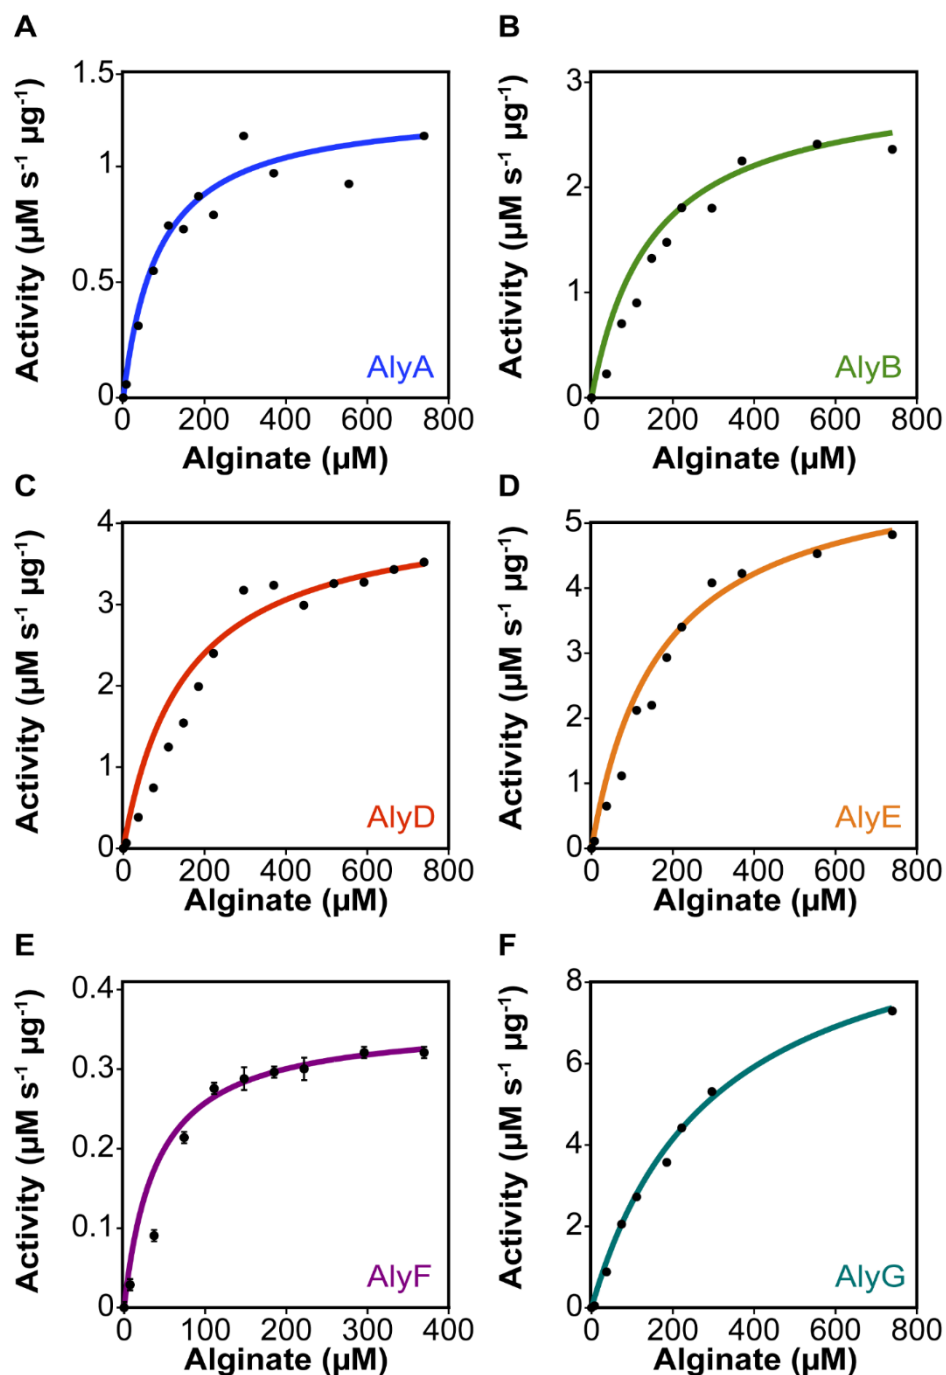 A
Activity (µM s⁻¹ µg⁻¹)
1.5
1
0.5
0
0 200 400 600 800
Alginate (µM)
AlyA
B
Activity (µM s⁻¹ µg⁻¹)
3
2
1
0
0 200 400 600 800
Alginate (µM)
AlyB
C
Activity (µM s⁻¹ µg⁻¹)
4
3
2
1
0
0 200 400 600 800
Alginate (µM)
AlyD
D
Activity (µM s⁻¹ µg⁻¹)
5
4
3
2
1
0
0 200 400 600 800
Alginate (µM)
AlyE
E
Activity (µM s⁻¹ µg⁻¹)
0.4
0.3
0.2
0.1
0
0 100 200 300 400
Alginate (µM)
AlyF
F
Activity (µM s⁻¹ µg⁻¹)
8
6
4
2
0
0 200 400 600 800
Alginate (µM)
AlyG